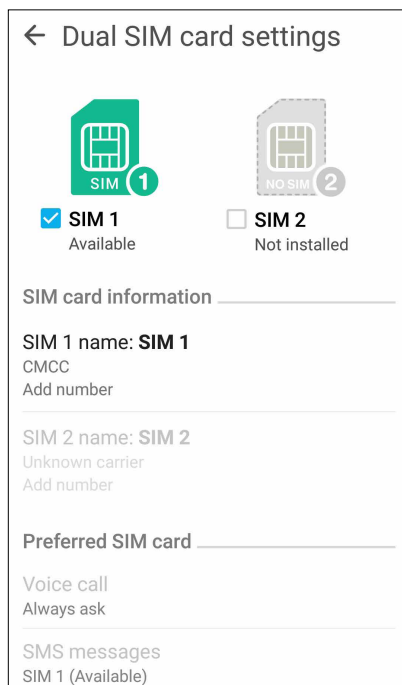 Dual SIM card settings
SIM 1
NO SIM 2
SIM 1
Available
SIM 2
Not installed
SIM card information
SIM 1 name: SIM 1
CMCC
Add number
SIM 2 name: SIM 2
Unknown carrier
Add number
Preferred SIM card
Voice call
Always ask
SMS messages
SIM 1 (Available)